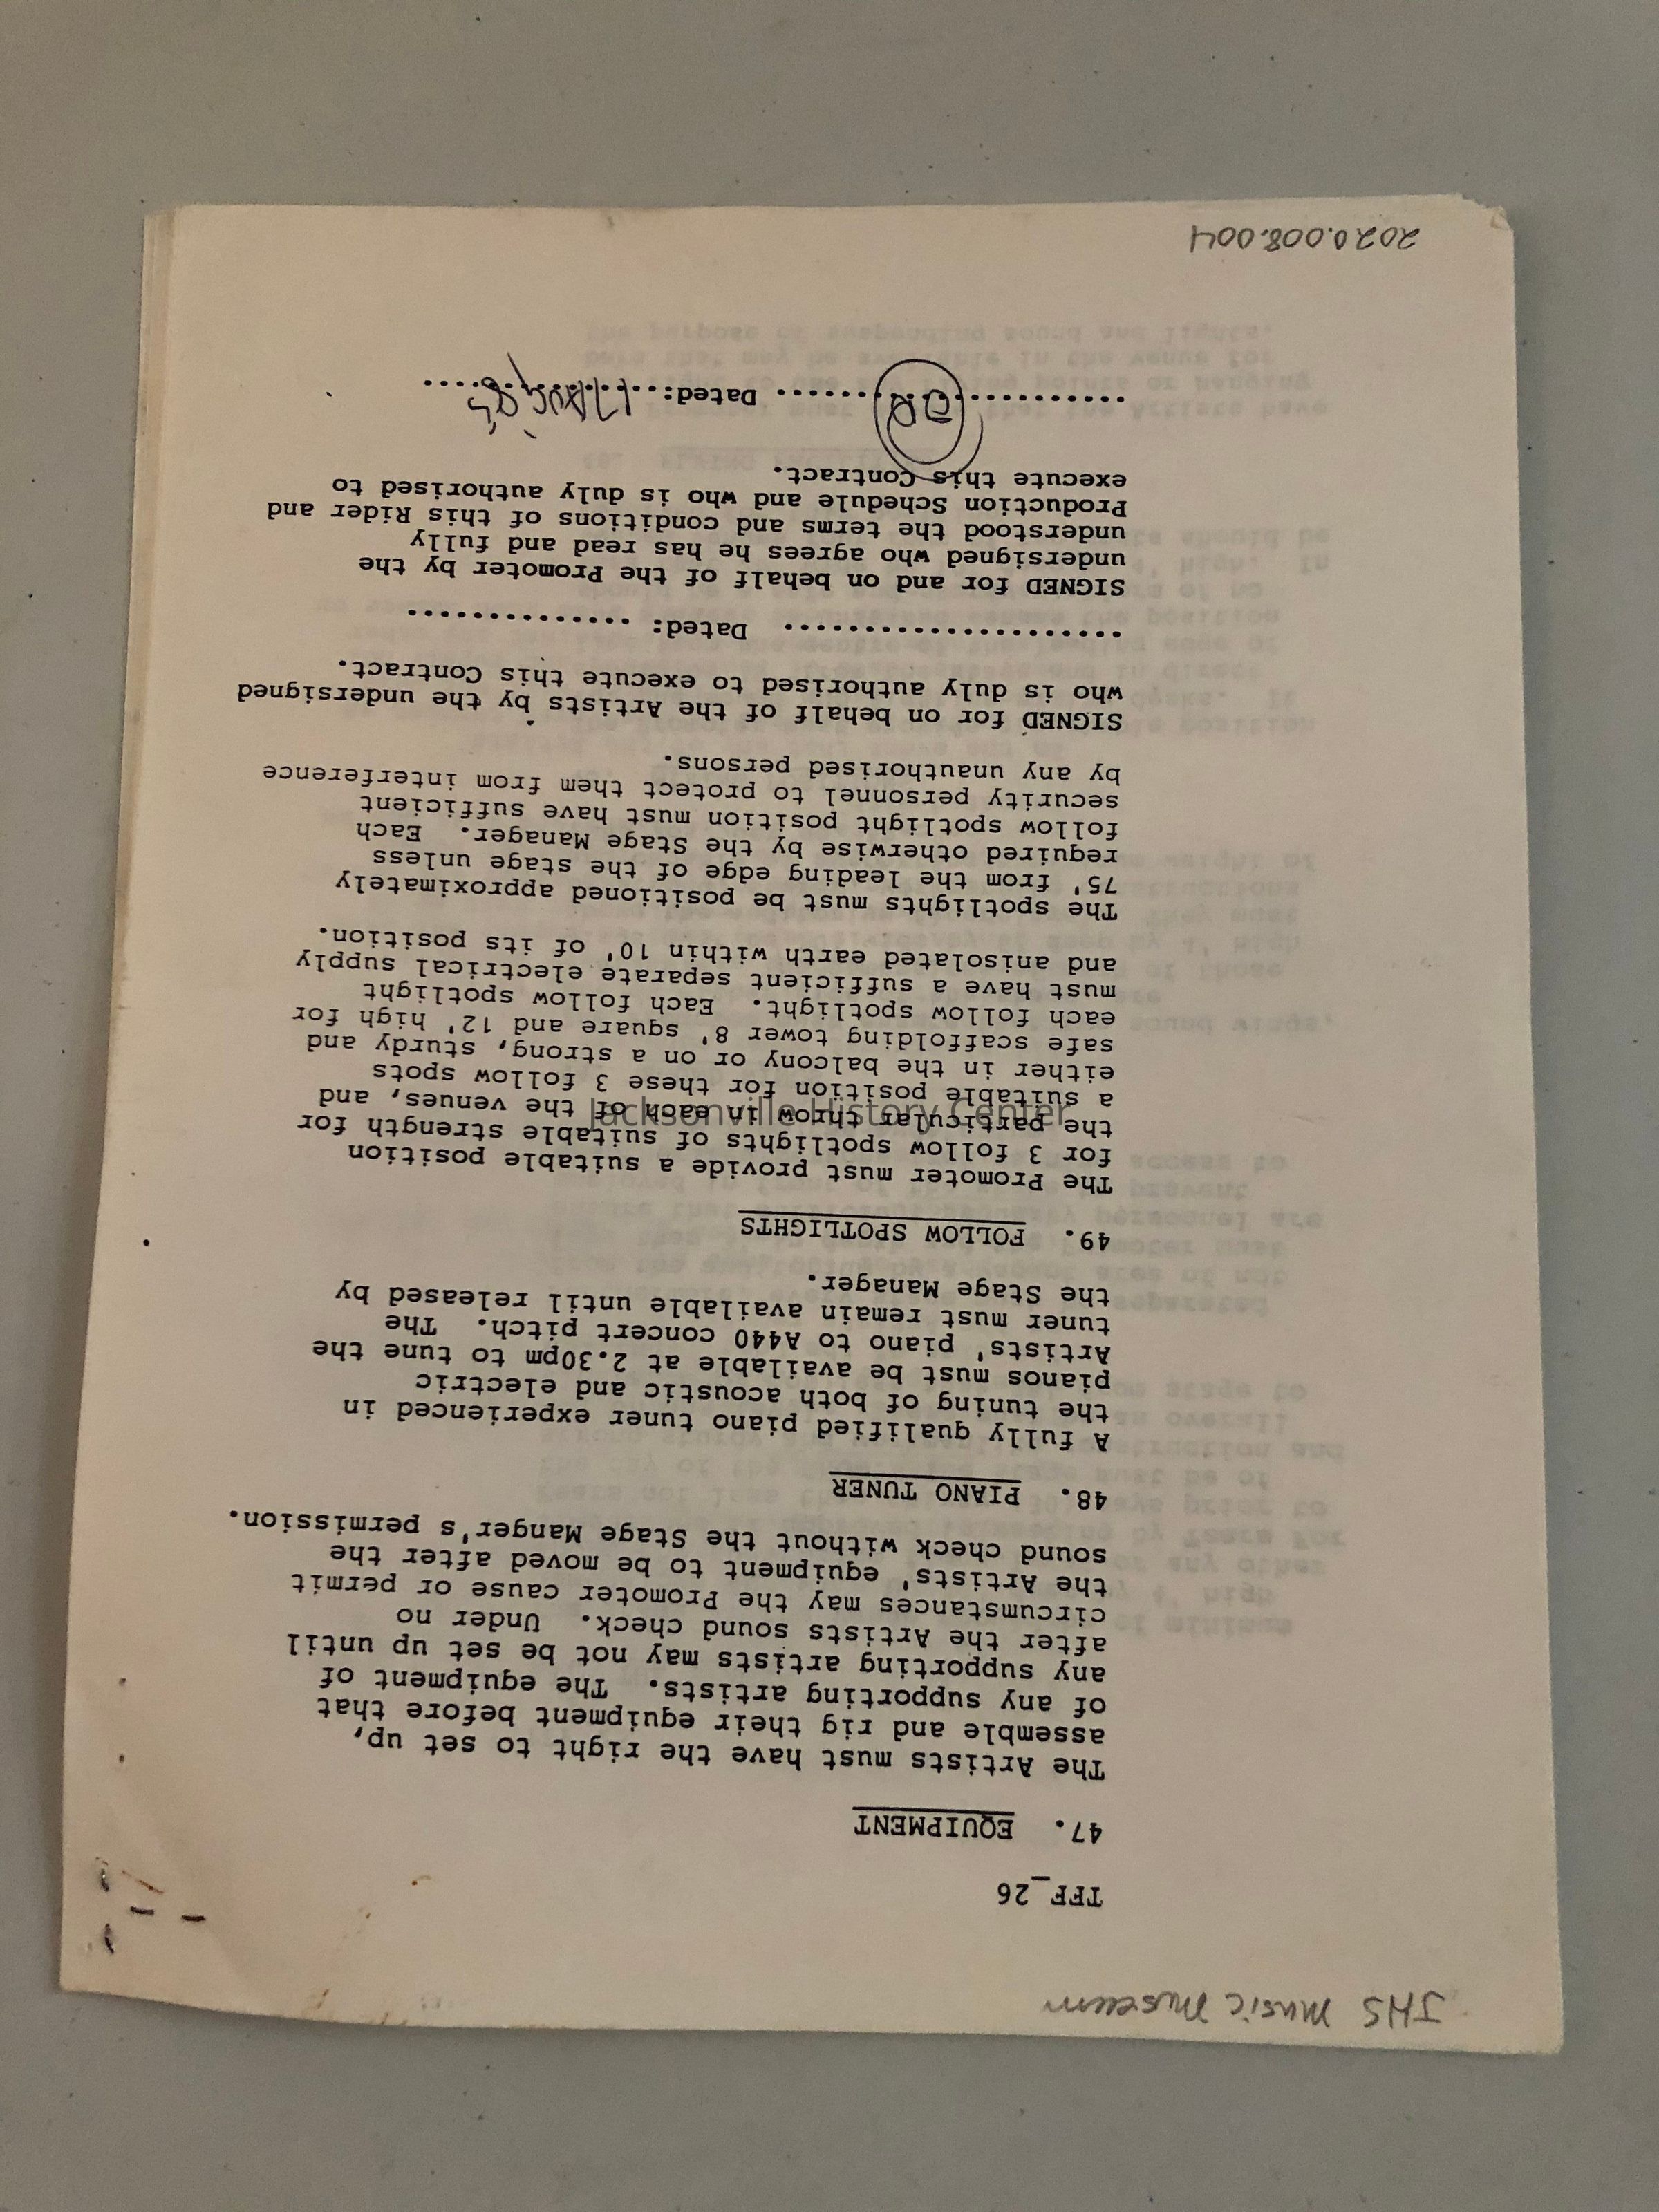 JHS Music Museum
TFF_26
47. EQUIPMENT
The Artists must have the right to set up,
assemble and rig their equipment before that
of any supporting artists. The equipment of
any supporting artists may not be set up until
after the Artists sound check. Under no
circumstances may the Promoter cause or permit
the Artists' equipment to be moved after the
sound check without the Stage Manger's permission.
48. PIANO TUNER
A fully qualified piano tuner experienced in
the tuning of both acoustic and electric
pianos must be available at 2.30pm to tune the
Artists' piano to A440 concert pitch. The
tuner must remain available until released by
the Stage Manager.
49. FOLLOW SPOTLIGHTS
The Promoter must provide a suitable position
for 3 follow spotlights of suitable strength for
the particular throw in each of the venues, and
a suitable position for these 3 follow spots
either in the balcony or on a strong, sturdy and
safe scaffolding tower 8' square and 12' high for
each follow spotlight. Each follow spotlight
must have a sufficient separate electrical supply
and anisolated earth within 10' of its position.
The spotlights must be positioned approximately
75' from the leading edge of the stage unless
required otherwise by the Stage Manager. Each
follow spotlight position must have sufficient
security personnel to protect them from interference
by any unauthorised persons.
SIGNED for on behalf of the Artists by the undersigned
who is duly authorised to execute this Contract.
...................... Dated: ..............
SIGNED for and on behalf of the Promoter by the
undersigned who agrees he has read and fully
understood the terms and conditions of this Rider and
Production Schedule and who is duly authorised to
execute this Contract.
...................... Dated:............... 17 AUG 85
2020.008.004
Jacksonville History Center